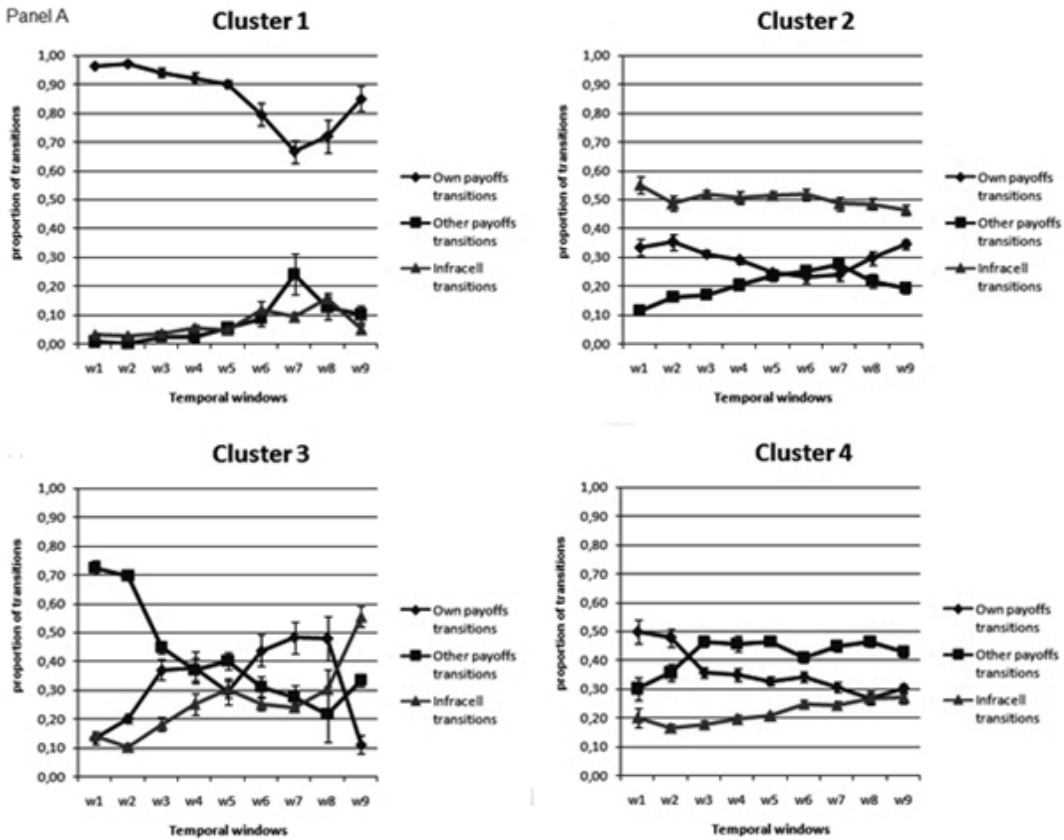 Panel A
Cluster 1
proportion of transitions
1,00
0,90
0,80
0,70
0,60
0,50
0,40
0,30
0,20
0,10
0,00
w1 w2 w3 w4 w5 w6 w7 w8 w9
Temporal windows
Own payoffs
transitions
Other payoffs
transitions
Infracell
transitions
Cluster 2
proportion of transitions
1,00
0,90
0,80
0,70
0,60
0,50
0,40
0,30
0,20
0,10
0,00
w1 w2 w3 w4 w5 w6 w7 w8 w9
Temporal windows
Own payoffs
transitions
Other payoffs
transitions
Infracell
transitions
Cluster 3
proportion of transitions
1,00
0,90
0,80
0,70
0,60
0,50
0,40
0,30
0,20
0,10
0,00
w1 w2 w3 w4 w5 w6 w7 w8 w9
Temporal windows
Own payoffs
transitions
Other payoffs
transitions
Infracell
transitions
Cluster 4
proportion of transitions
1,00
0,90
0,80
0,70
0,60
0,50
0,40
0,30
0,20
0,10
0,00
w1 w2 w3 w4 w5 w6 w7 w8 w9
Temporal windows
Own payoffs
transitions
Other payoffs
transitions
Infracell
transitions